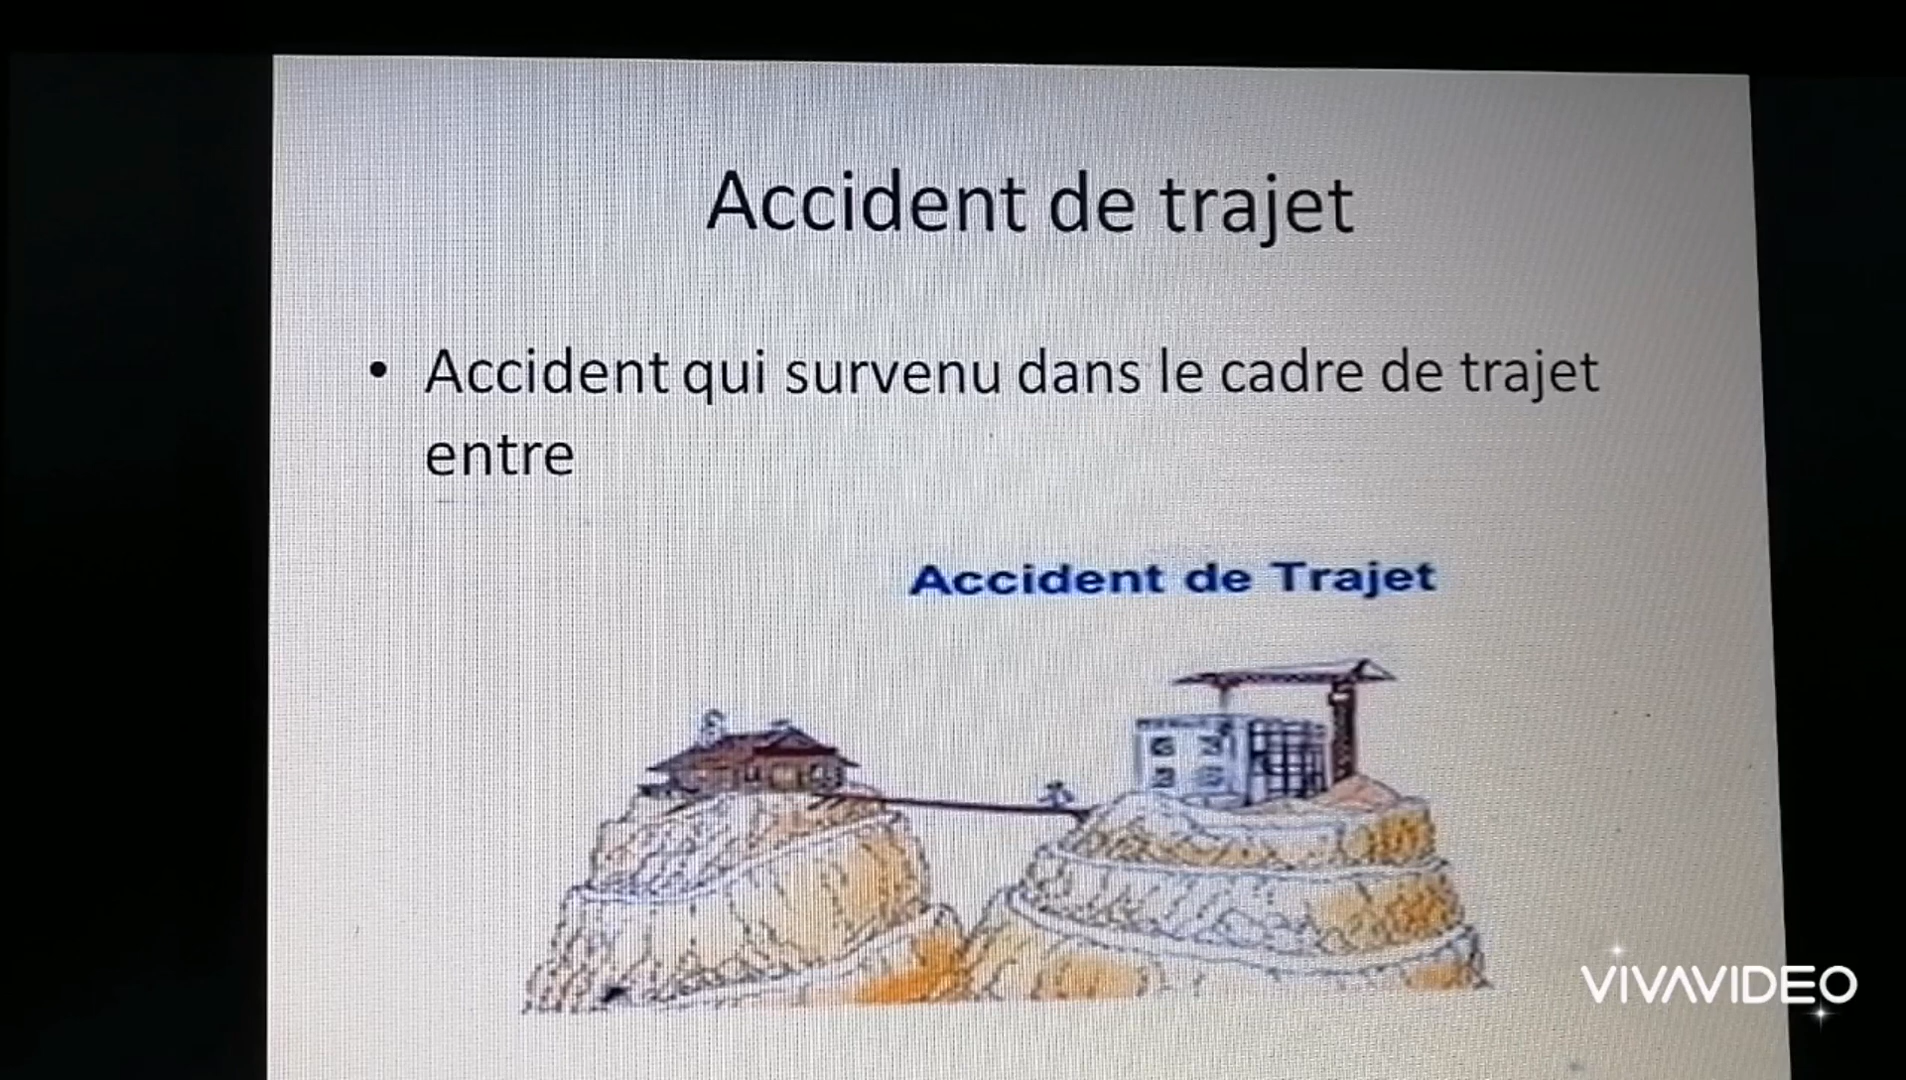 Accident de trajet
• Accident qui survenu dans le cadre de trajet
entre
Accident de Trajet
VIVAVIDEO